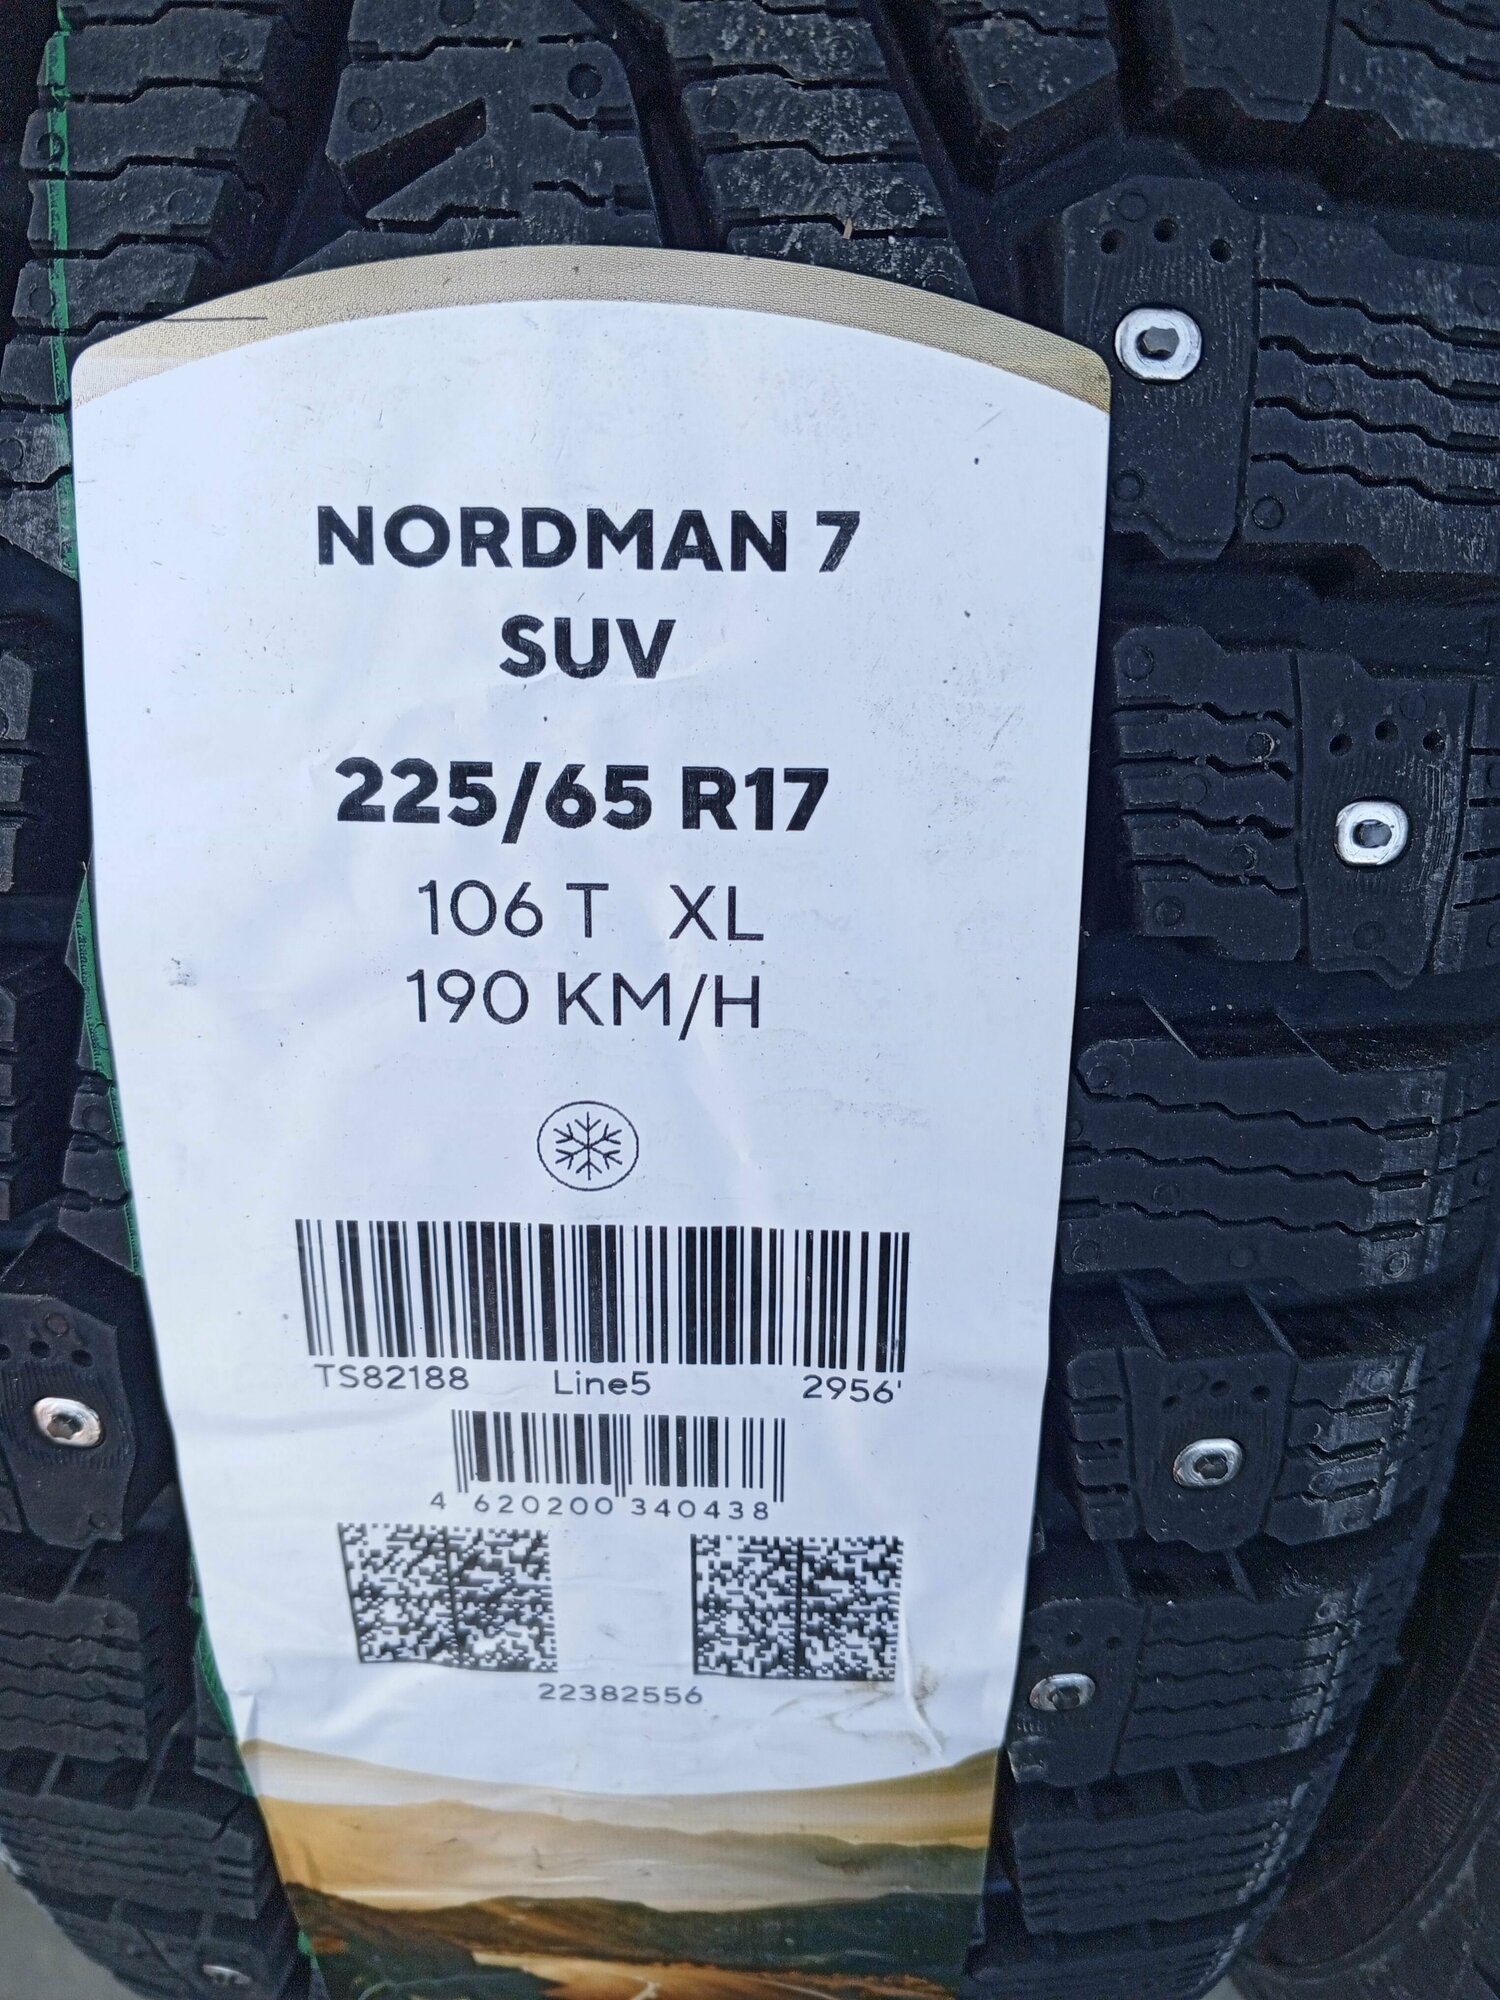 NORDMAN 7
SUV
225/65 R17
106 T XL
190 KM/H
TS82188 Line5 2956'
4 620200 340438
22382556